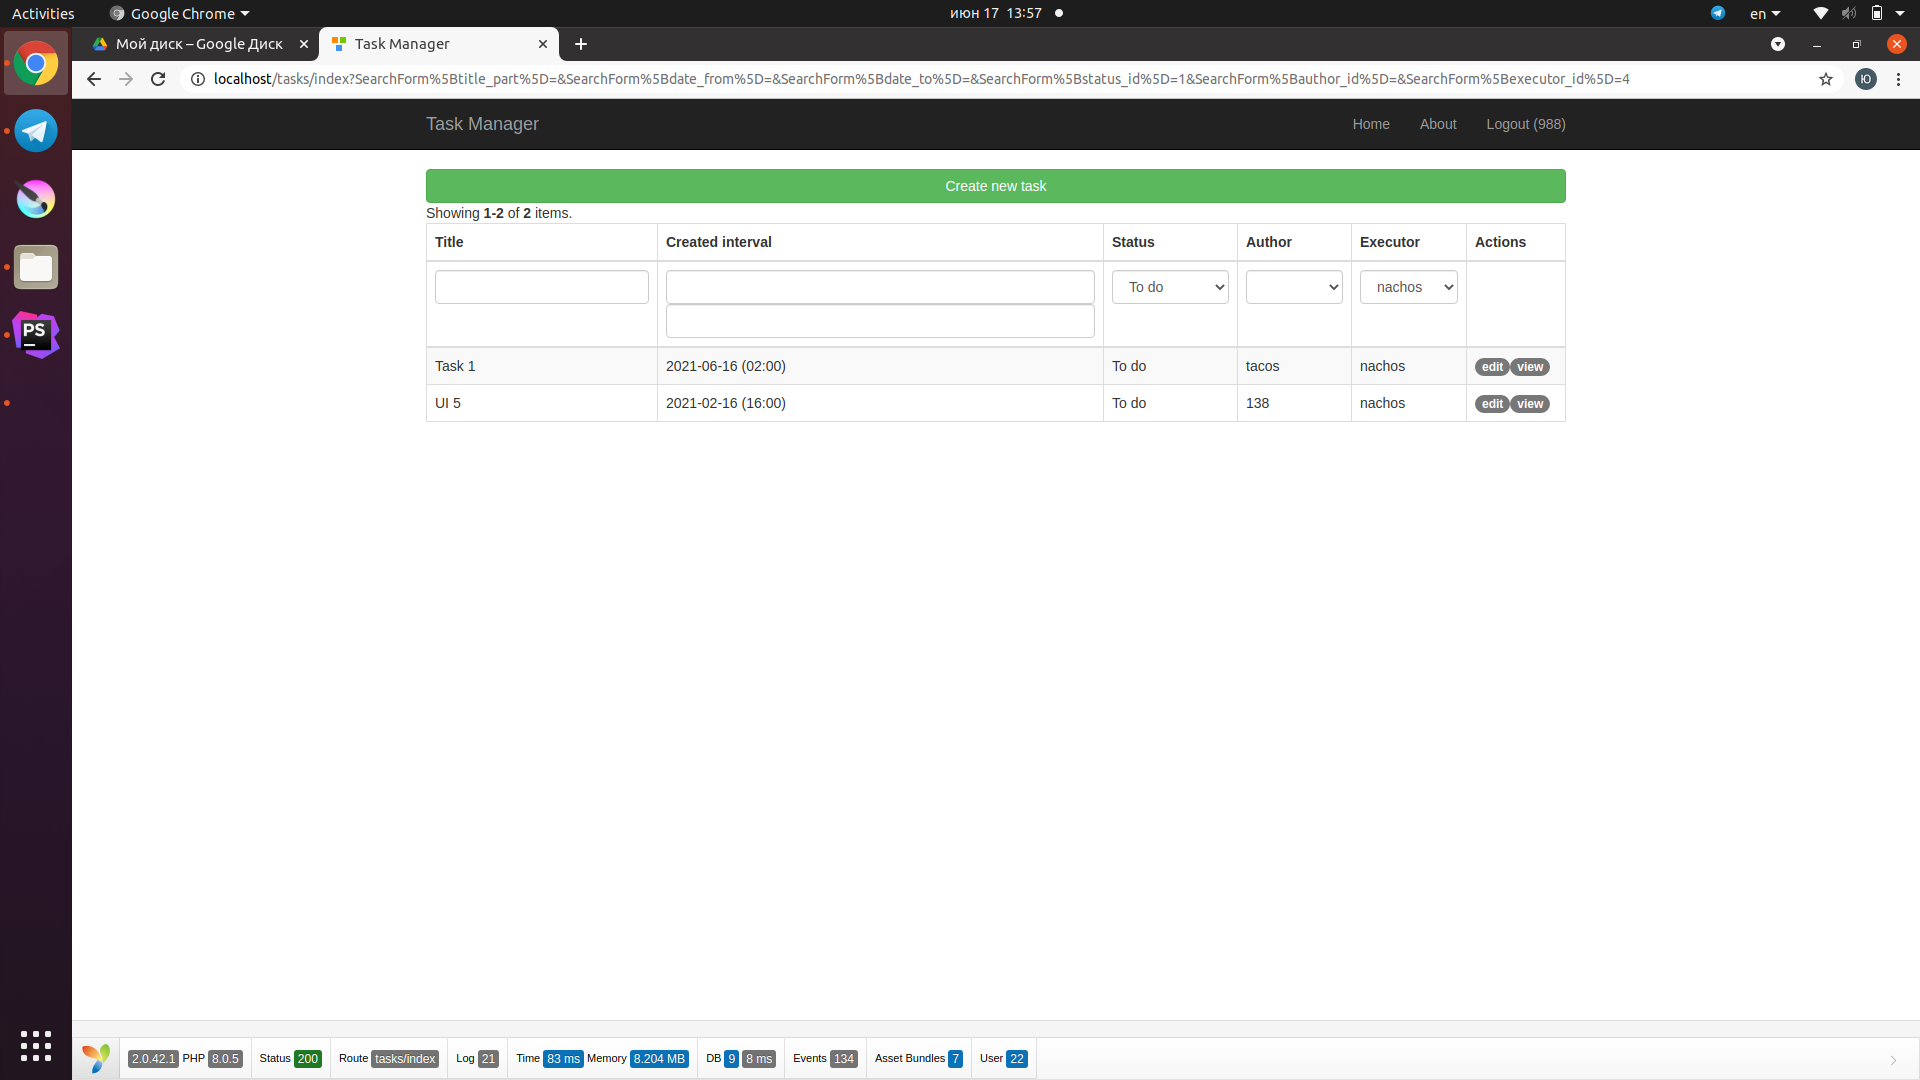 Activities Google Chrome июн 17 13:57 en
Мой диск – Google Диск Task Manager
localhost/tasks/index?SearchForm%5Btitle_part%5D=&SearchForm%5Bdate_from%5D=&SearchForm%5Bdate_to%5D=&SearchForm%5Bstatus_id%5D=1&SearchForm%5Bauthor_id%5D=&SearchForm%5Bexecutor_id%5D=4 Ю
Task Manager Home About Logout (988)
Create new task
Showing 1-2 of 2 items.
Title Created interval Status Author Executor Actions
To do nachos
PS
Task 1 2021-06-16 (02:00) To do tacos nachos edit view
UI 5 2021-02-16 (16:00) To do 138 nachos edit view
2.0.42.1 PHP 8.0.5 Status 200 Route tasks/index Log 21 Time 83 ms Memory 8.204 MB DB 9 8 ms Events 134 Asset Bundles 7 User 22